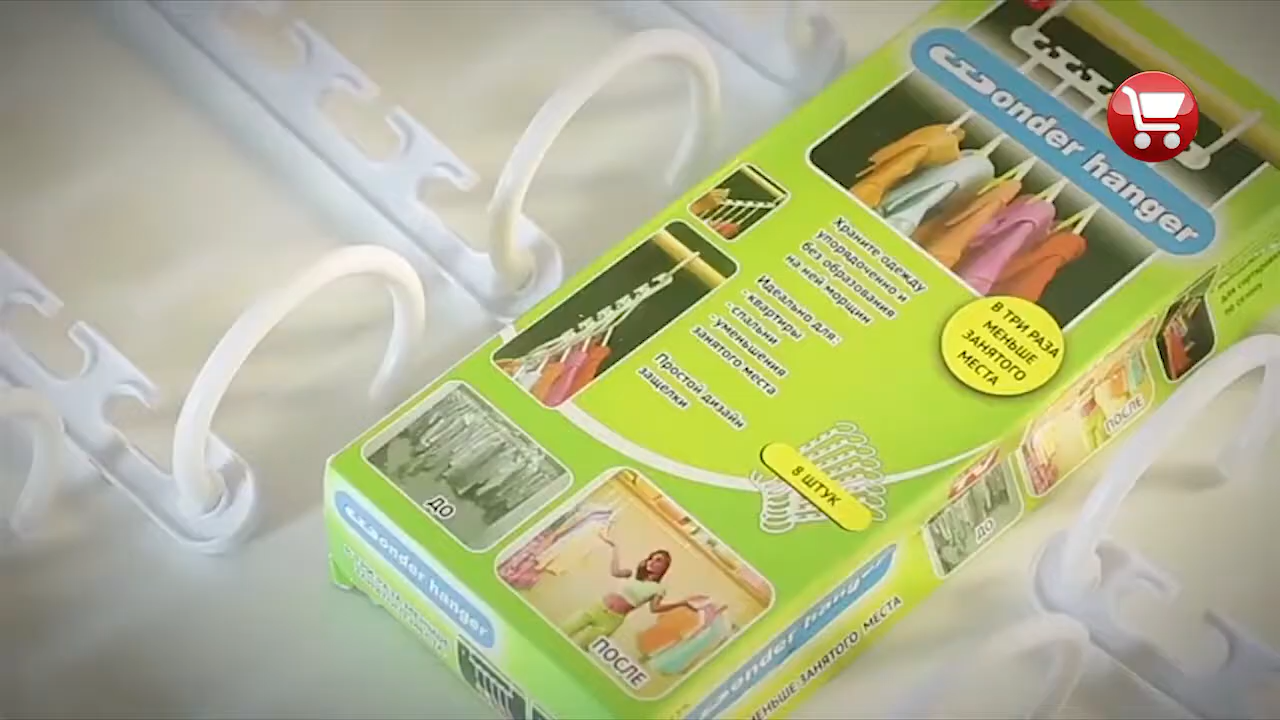 wonder hanger
Храните одежду
упорядоченно и
без образования
на ней морщин
Идеально для:
- квартиры
- спальни
- уменьшения
занятого места
Простой дизайн
защелки
В ТРИ РАЗА
МЕНЬШЕ
ЗАНЯТОГО
МЕСТА
8 ШТУК
ДО
ПОСЛЕ
ПОСЛЕ
ДО
wonder hanger
wonder hanger
МЕНЬШЕ ЗАНЯТОГО МЕСТА